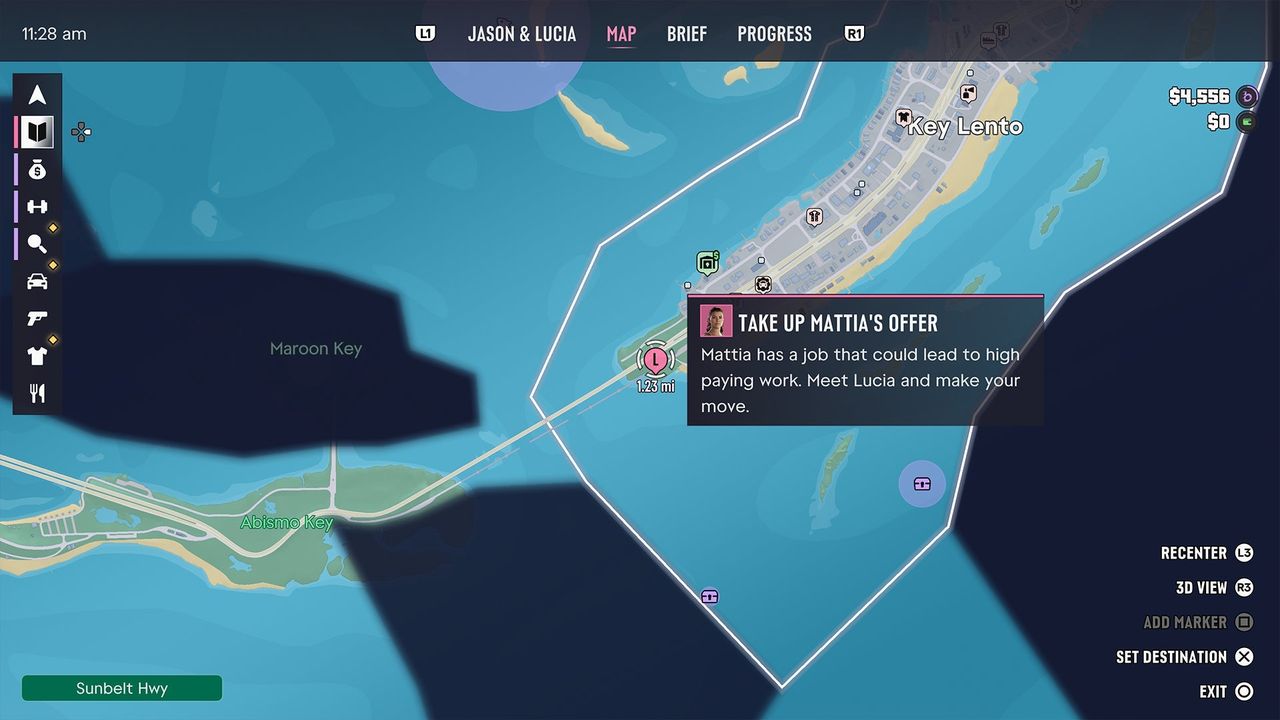 11:28 am
L1
JASON & LUCIA
MAP
BRIEF
PROGRESS
R1
$4,556
$0
Key Lento
TAKE UP MATTIA'S OFFER
Mattia has a job that could lead to high
paying work. Meet Lucia and make your
move.
L
1.23 mi
Maroon Key
Abismo Key
RECENTER L3
3D VIEW R3
ADD MARKER
SET DESTINATION
EXIT
Sunbelt Hwy